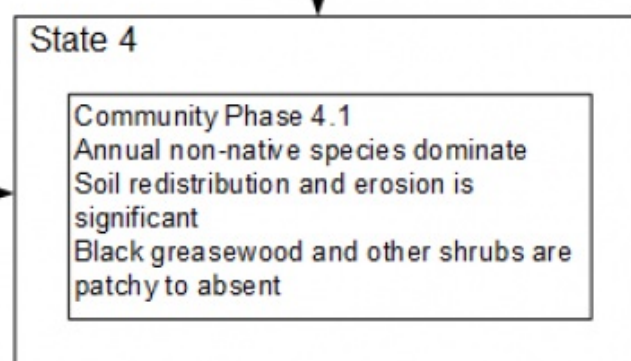 State 4
Community Phase 4.1
Annual non-native species dominate
Soil redistribution and erosion is
significant
Black greasewood and other shrubs are
patchy to absent